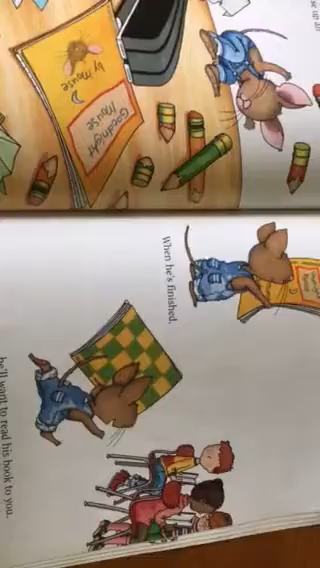 Goodnight
Mouse
by mouse
When he's finished,
he'll want to read his book to you.